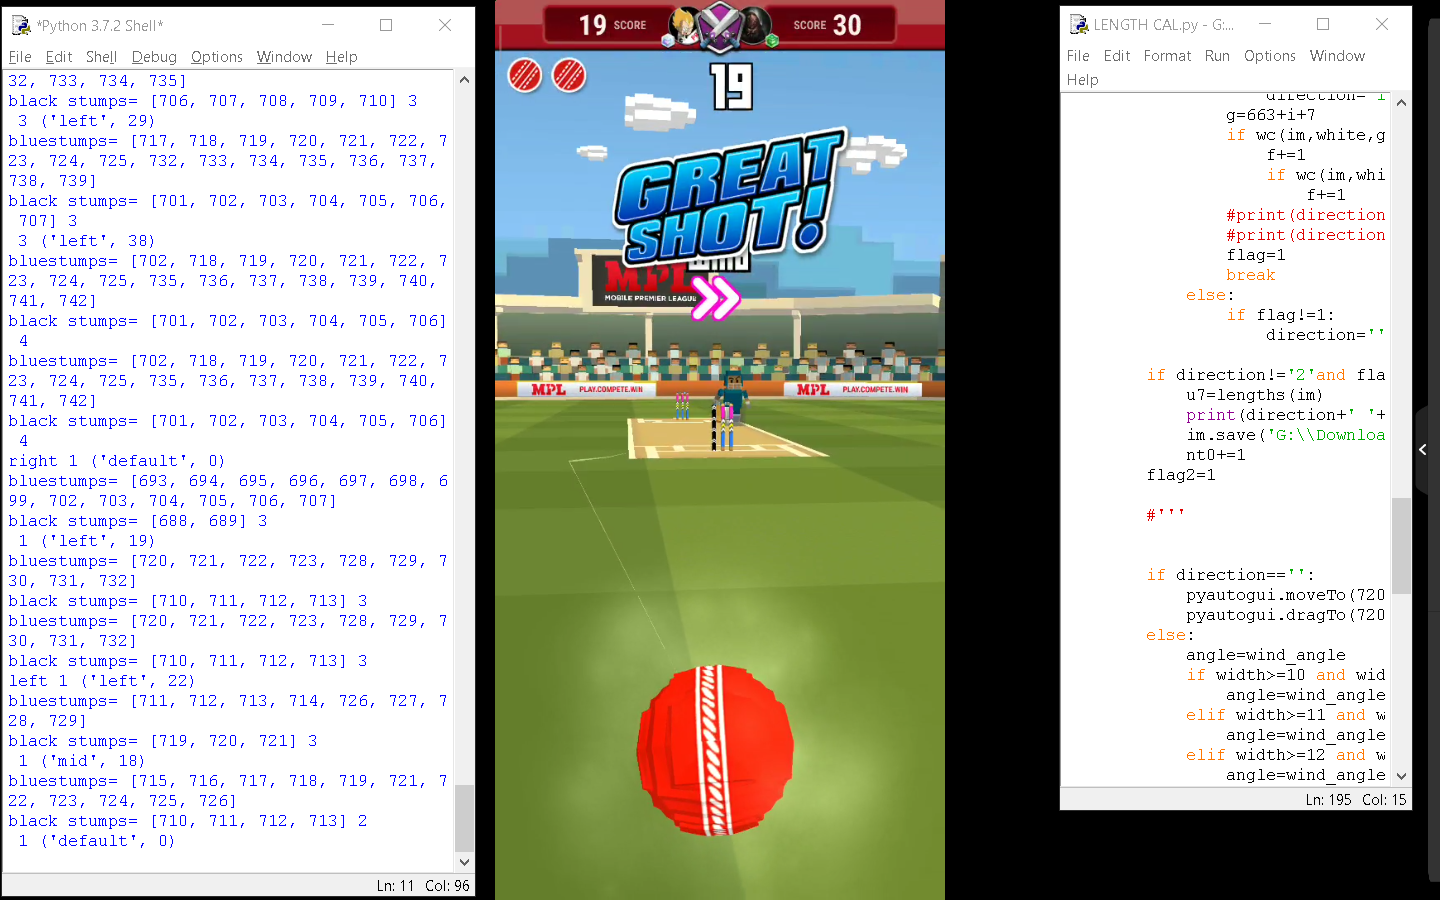 *Python 3.7.2 Shell*
File Edit Shell Debug Options Window Help
32, 733, 734, 735]
black stumps= [706, 707, 708, 709, 710] 3
3 ('left', 29)
bluestumps= [717, 718, 719, 720, 721, 722, 7
23, 724, 725, 732, 733, 734, 735, 736, 737,
738, 739]
black stumps= [701, 702, 703, 704, 705, 706,
707] 3
3 ('left', 38)
bluestumps= [702, 718, 719, 720, 721, 722, 7
23, 724, 725, 735, 736, 737, 738, 739, 740,
741, 742]
black stumps= [701, 702, 703, 704, 705, 706]
4
bluestumps= [702, 718, 719, 720, 721, 722, 7
23, 724, 725, 735, 736, 737, 738, 739, 740,
741, 742]
black stumps= [701, 702, 703, 704, 705, 706]
4
right 1 ('default', 0)
bluestumps= [693, 694, 695, 696, 697, 698, 6
99, 702, 703, 704, 705, 706, 707]
black stumps= [688, 689] 3
1 ('left', 19)
bluestumps= [720, 721, 722, 723, 728, 729, 7
30, 731, 732]
black stumps= [710, 711, 712, 713] 3
bluestumps= [720, 721, 722, 723, 728, 729, 7
30, 731, 732]
black stumps= [710, 711, 712, 713] 3
left 1 ('left', 22)
bluestumps= [711, 712, 713, 714, 726, 727, 7
28, 729]
black stumps= [719, 720, 721] 3
1 ('mid', 18)
bluestumps= [715, 716, 717, 718, 719, 721, 7
22, 723, 724, 725, 726]
black stumps= [710, 711, 712, 713] 2
1 ('default', 0)
Ln: 11 Col: 96
19 SCORE SCORE 30
19
GREAT
SHOT!
MPL
MOBILE PREMIER LEAGUE
MPL PLAY.COMPETE.WIN
MPL PLAY.COMPETE.WIN
LENGTH CAL.py - G:...
File Edit Format Run Options Window
Help
direction='i
g=663+i+7
if wc(im,white,g
f+=1
if wc(im,whi
f+=1
#print(direction
#print(direction
flag=1
break
else:
if flag!=1:
direction=''
if direction!='2'and fla
u7=lengths(im)
print(direction+' '+
im.save('G:\\Downloa
nt0+=1
flag2=1
#'''
if direction=='':
pyautogui.moveTo(720
pyautogui.dragTo(720
else:
angle=wind_angle
if width>=10 and wid
angle=wind_angle
elif width>=11 and w
angle=wind_angle
elif width>=12 and w
angle=wind_angle
Ln: 195 Col: 15